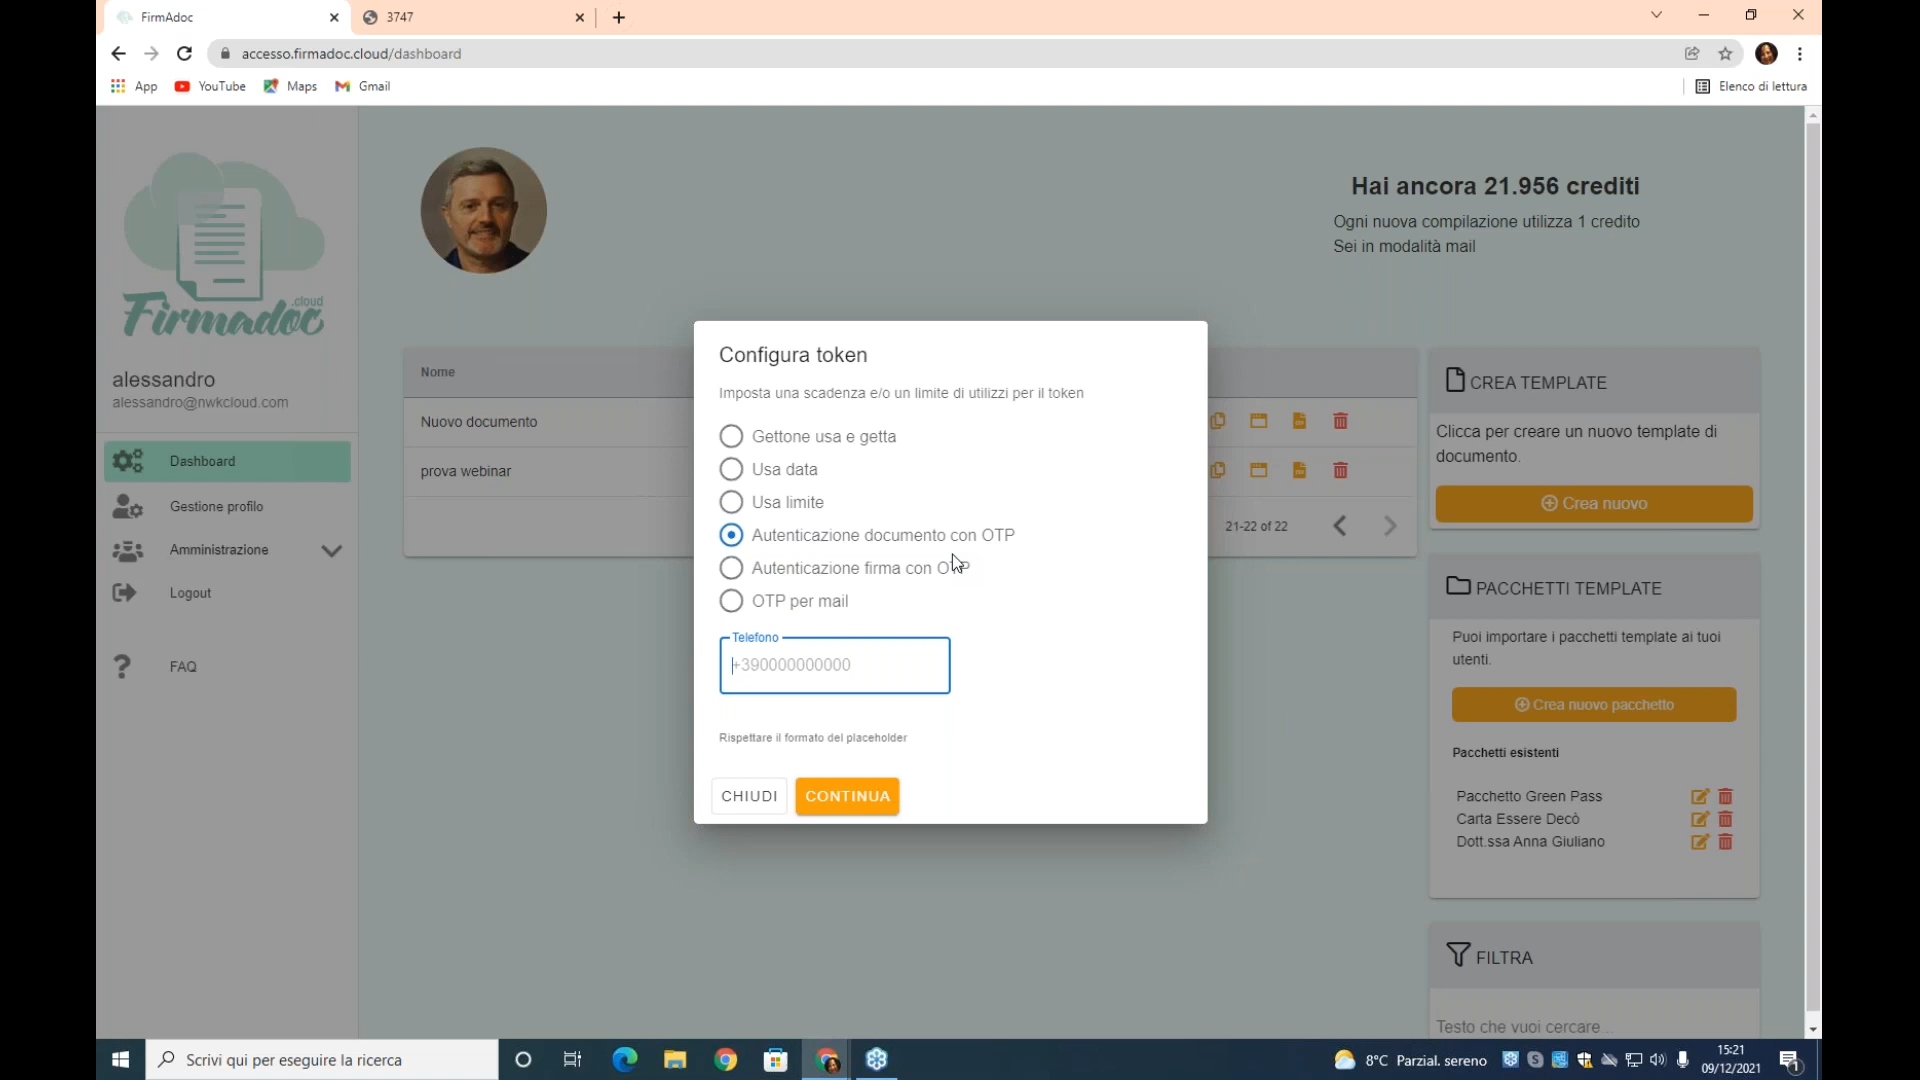 FirmAdoc
3747
accesso.firmadoc.cloud/dashboard
App
YouTube
Maps
Gmail
Elenco di lettura
.cloud
Firmadoc
alessandro
alessandro@nwkcloud.com
Dashboard
Gestione profilo
Amministrazione
Logout
FAQ
Hai ancora 21.956 crediti
Ogni nuova compilazione utilizza 1 credito
Sei in modalità mail
Nome
Nuovo documento
prova webinar
21-22 of 22
Configura token
Imposta una scadenza e/o un limite di utilizzi per il token
Gettone usa e getta
Usa data
Usa limite
Autenticazione documento con OTP
Autenticazione firma con OTP
OTP per mail
Telefono
+390000000000
Rispettare il formato del placeholder
CHIUDI
CONTINUA
CREA TEMPLATE
Clicca per creare un nuovo template di
documento.
Crea nuovo
PACCHETTI TEMPLATE
Puoi importare i pacchetti template ai tuoi
utenti.
Crea nuovo pacchetto
Pacchetti esistenti
Pacchetto Green Pass
Carta Essere Decò
Dott.ssa Anna Giuliano
FILTRA
Testo che vuoi cercare...
Scrivi qui per eseguire la ricerca
8°C Parzial. sereno
15:21
09/12/2021
1